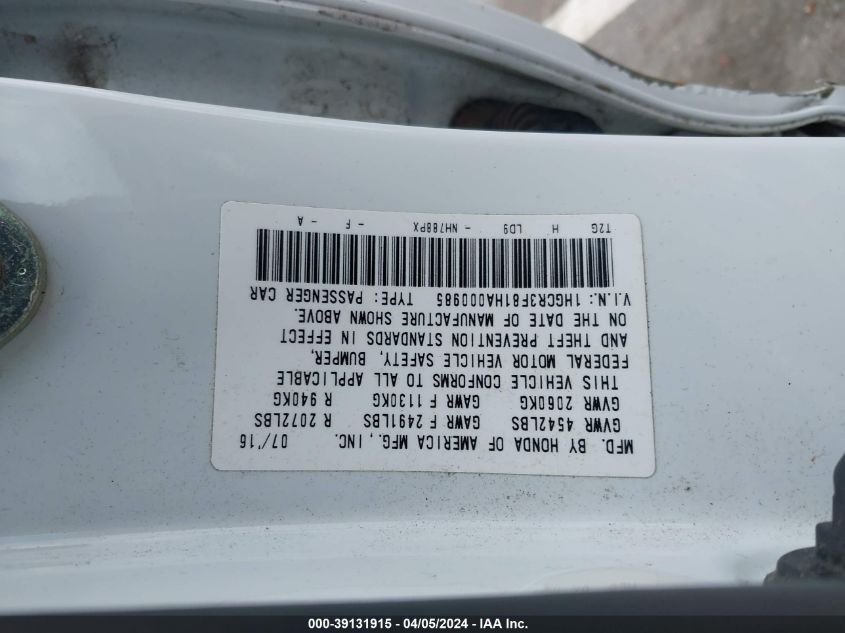 MFD. BY HONDA OF AMERICA MFG., INC. 07/16
GVWR 4542LBS GAWR F 2491LBS R 2072LBS
GVWR 2060KG GAWR F 1130KG R 940KG
THIS VEHICLE CONFORMS TO ALL APPLICABLE
FEDERAL MOTOR VEHICLE SAFETY, BUMPER,
AND THEFT PREVENTION STANDARDS IN EFFECT
ON THE DATE OF MANUFACTURE SHOWN ABOVE.
V.I.N.: 1HGCR3F81HA000985 TYPE: PASSENGER CAR
T2G H LD9 - NH788PX - F - A
000-39131915 - 04/05/2024 - IAA Inc.